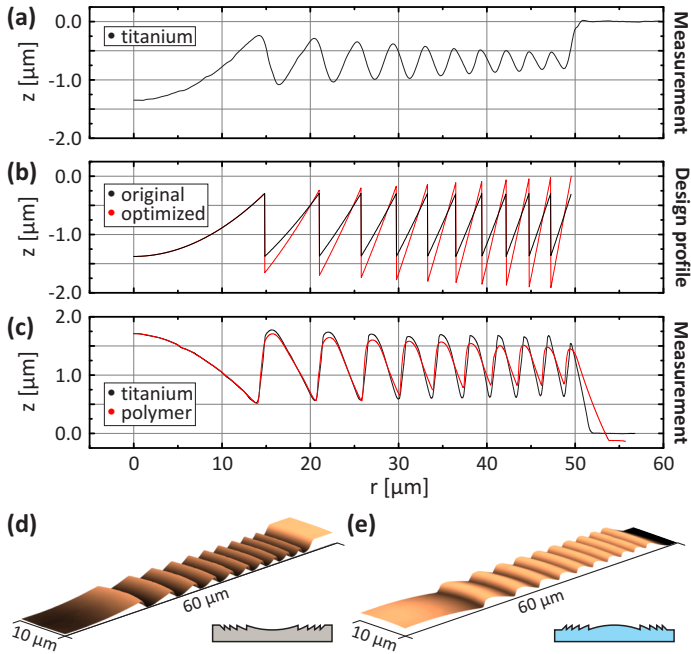 (a)
0.0
-1.0
-2.0
z [µm]
titanium
Measurement
(b)
0.0
-1.0
-2.0
z [µm]
original
optimized
Design profile
(c)
2.0
1.0
0.0
z [µm]
titanium
polymer
Measurement
0 10 20 30 40 50 60
r [µm]
(d)
10 µm
60 µm
(e)
10 µm
60 µm